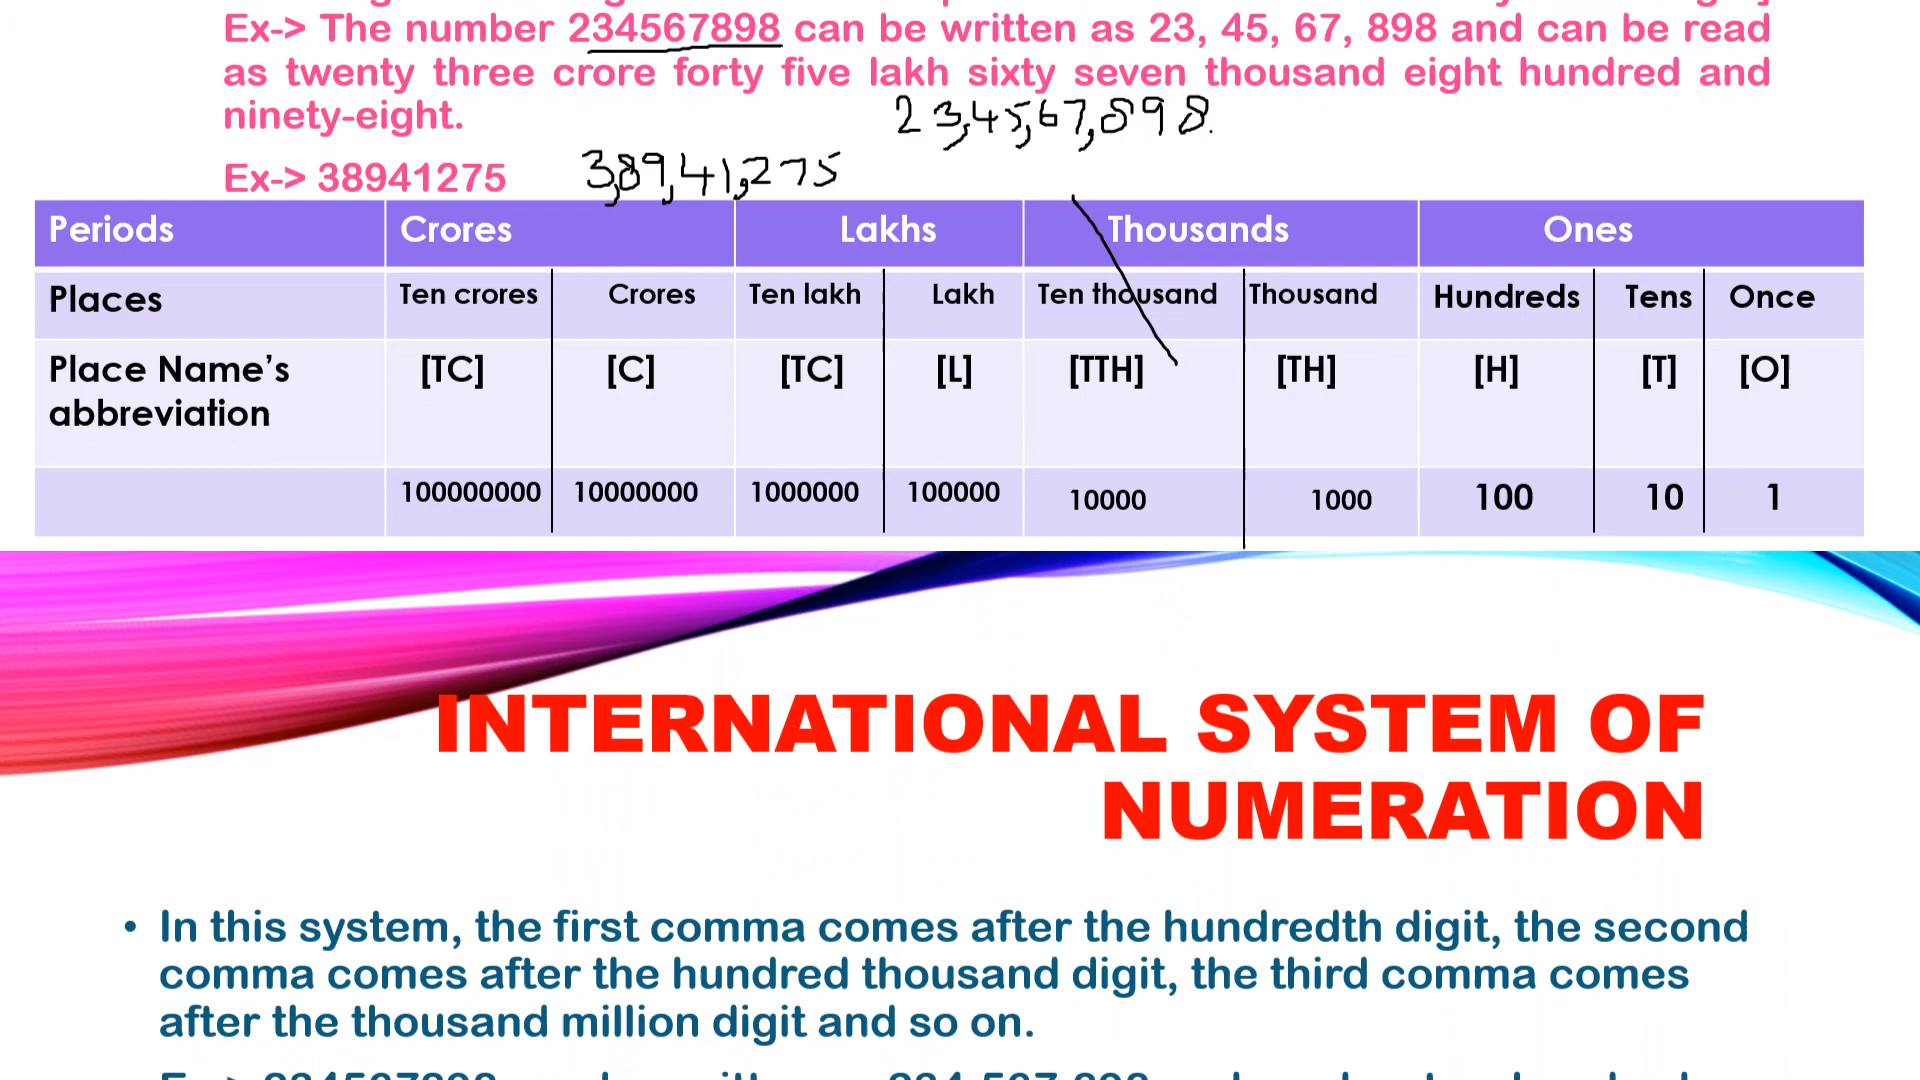 Ex-> The number 234567898 can be written as 23, 45, 67, 898 and can be read
as twenty three crore forty five lakh sixty seven thousand eight hundred and
ninety-eight.
23,45,67,898.
Ex-> 38941275 3,89,41,275
Periods Crores Lakhs Thousands Ones
Places Ten crores Crores Ten lakh Lakh Ten thousand Thousand Hundreds Tens Once
Place Name’s [TC] [C] [TC] [L] [TTH] [TH] [H] [T] [O]
abbreviation
100000000 10000000 1000000 100000 10000 1000 100 10 1
INTERNATIONAL SYSTEM OF
NUMERATION
• In this system, the first comma comes after the hundredth digit, the second
comma comes after the hundred thousand digit, the third comma comes
after the thousand million digit and so on.